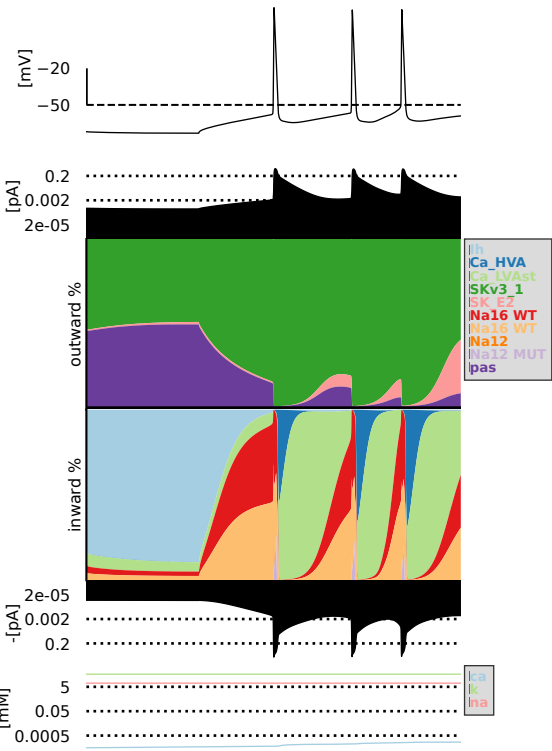 [mV]
−20
−50
[pA]
0.2
0.002
2e-05
outward %
Ih
Ca_HVA
Ca_LVAst
SKv3_1
SK_E2
Na16 WT
Na16 WT
Na12
Na12 MUT
pas
inward %
-[pA]
2e-05
0.002
0.2
[mM]
5
0.05
0.0005
ca
k
na